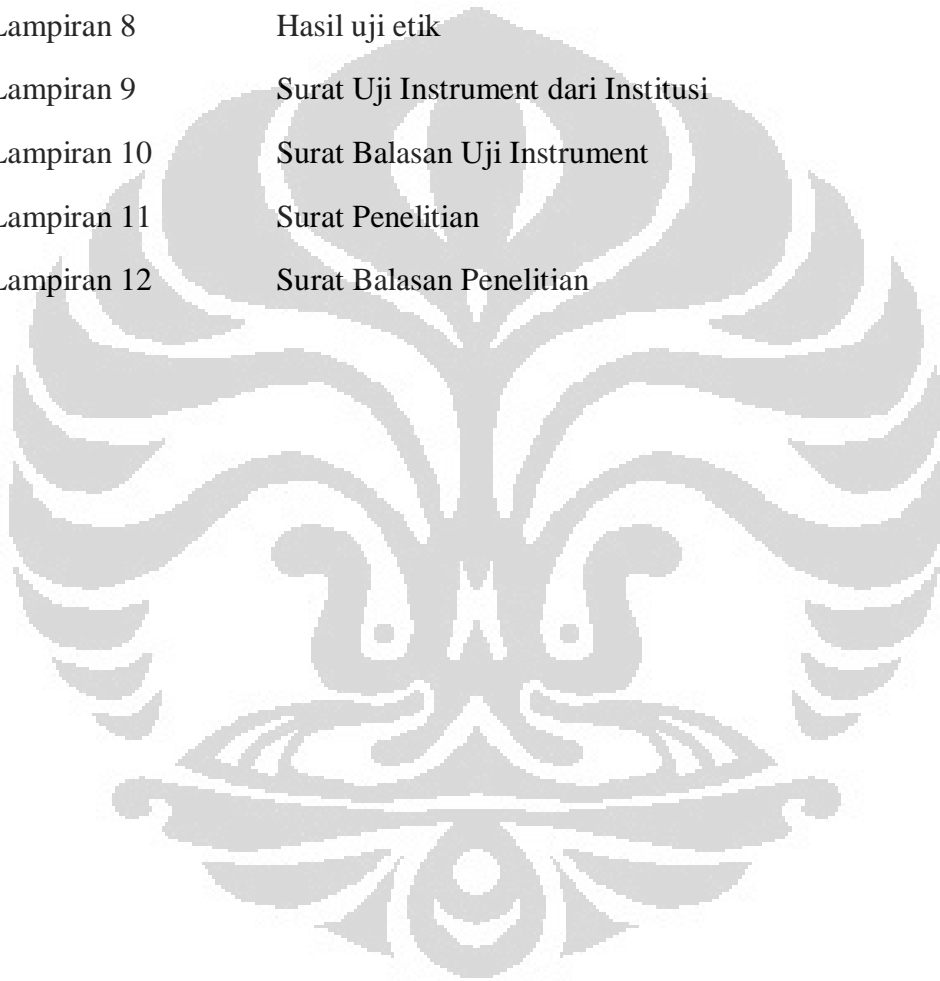 Lampiran 8 Hasil uji etik
Lampiran 9 Surat Uji Instrument dari Institusi
Lampiran 10 Surat Balasan Uji Instrument
Lampiran 11 Surat Penelitian
Lampiran 12 Surat Balasan Penelitian